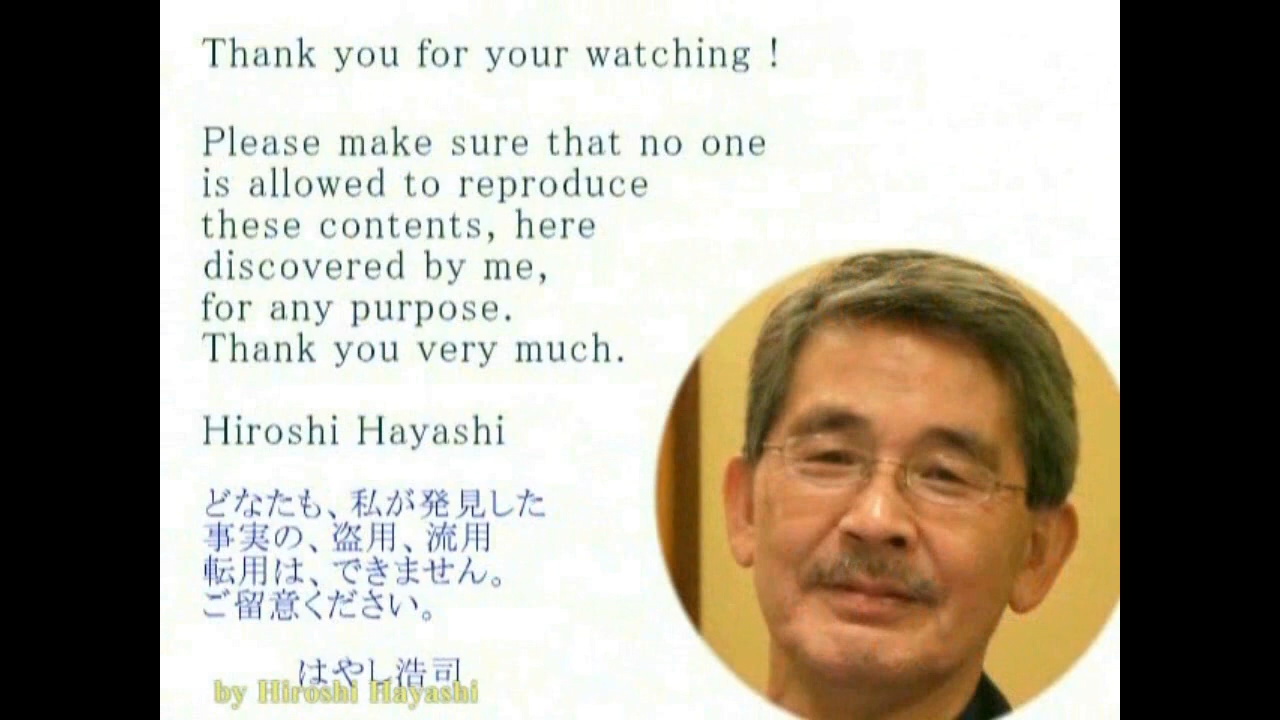 Thank you for your watching !
Please make sure that no one
is allowed to reproduce
these contents, here
discovered by me,
for any purpose.
Thank you very much.
Hiroshi Hayashi
どなたも、私が発見した
事実の、盗用、流用
転用は、できません。
ご留意ください。
はやし浩司
by Hiroshi Hayashi